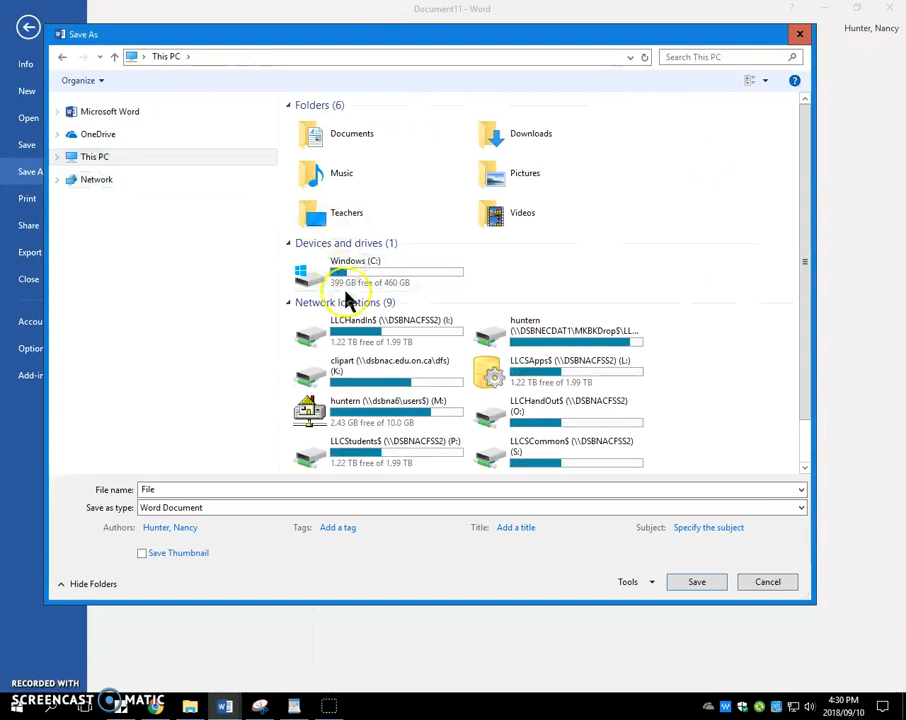 Document11 - Word
Hunter, Nancy
Save As
This PC
Search This PC
Organize
Info
New
Open
Save
Save A
Print
Share
Export
Close
Accou
Option
Add-in
Microsoft Word
OneDrive
This PC
Network
Folders (6)
Documents
Downloads
Music
Pictures
Teachers
Videos
Devices and drives (1)
Windows (C:)
399 GB free of 460 GB
Network locations (9)
LLCHandIn$ (\\DSBNACFSS2) (I:)
1.22 TB free of 1.99 TB
huntern
(\\DSBNECDAT1\MKBKDrop$\LL...
clipart (\\dsbnac.edu.on.ca\dfs)
(K:)
LLCSApps$ (\\DSBNACFSS2) (L:)
1.22 TB free of 1.99 TB
huntern (\\dsbna6\users$) (M:)
2.43 GB free of 10.0 GB
LLCHandOut$ (\\DSBNACFSS2)
(O:)
LLCStudents$ (\\DSBNACFSS2) (P:)
1.22 TB free of 1.99 TB
LLCSCommon$ (\\DSBNACFSS2)
(S:)
File name: File
Save as type: Word Document
Authors: Hunter, Nancy
Tags: Add a tag
Title: Add a title
Subject: Specify the subject
Save Thumbnail
Hide Folders
Tools
Save
Cancel
RECORDED WITH
SCREENCAST MATIC
4:30 PM
2018/09/10